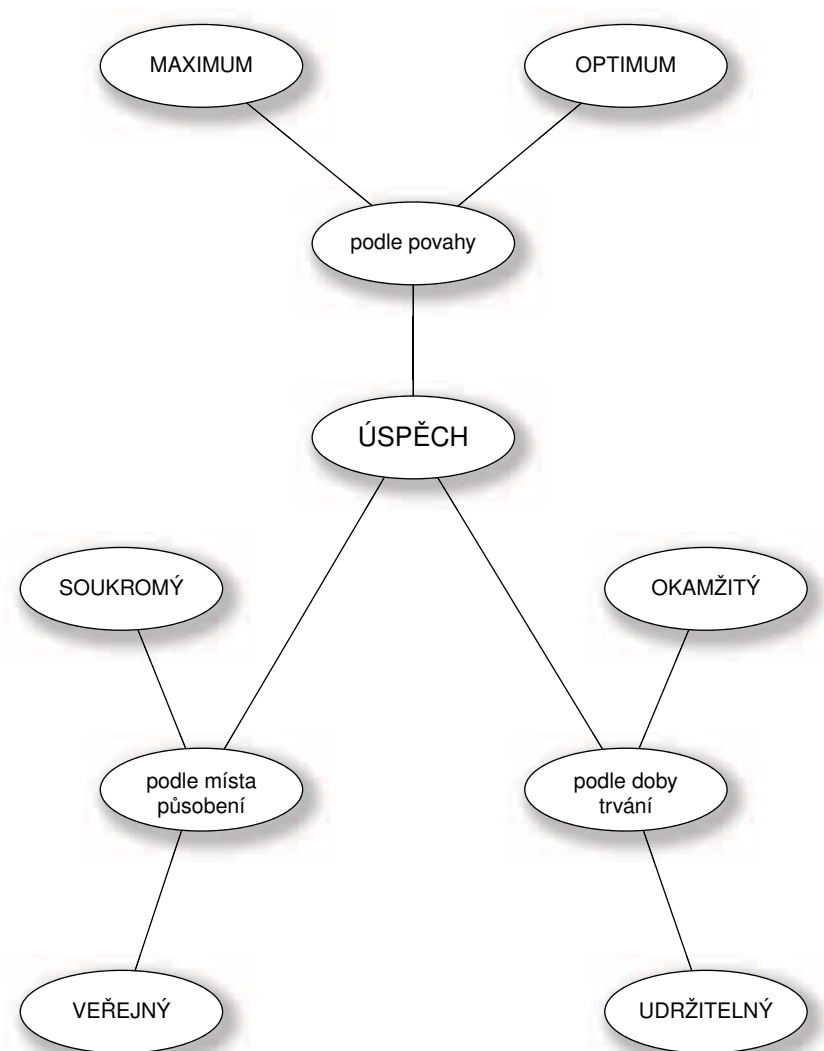 MAXIMUM
OPTIMUM
podle povahy
ÚSPĚCH
SOUKROMÝ
OKAMŽITÝ
podle místa
působení
podle doby
trvání
VEŘEJNÝ
UDRŽITELNÝ